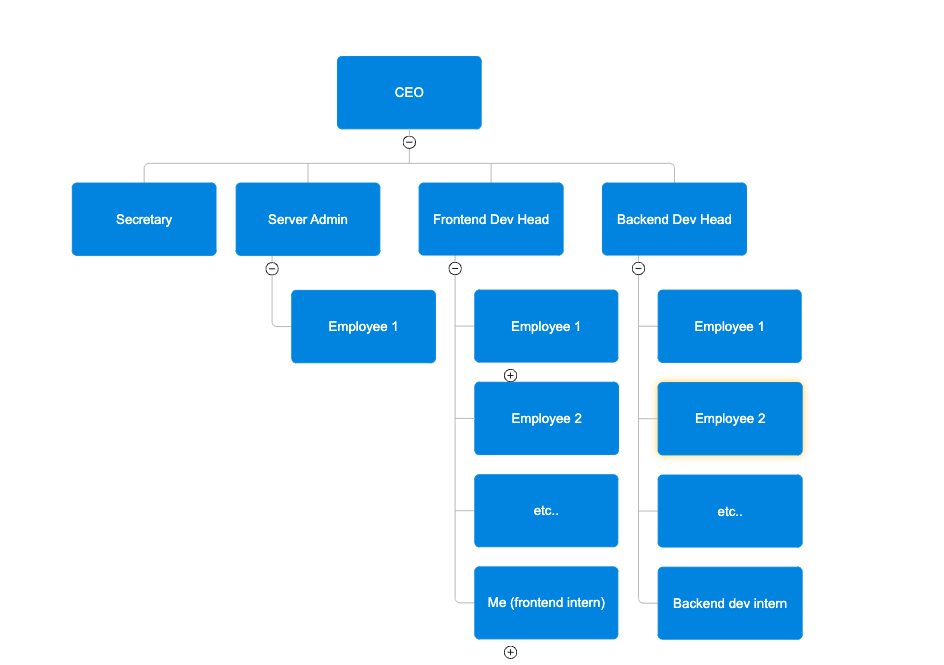 CEO
Secretary
Server Admin
Frontend Dev Head
Backend Dev Head
Employee 1
Employee 1
Employee 1
Employee 2
Employee 2
etc..
etc..
Me (frontend intern)
Backend dev intern